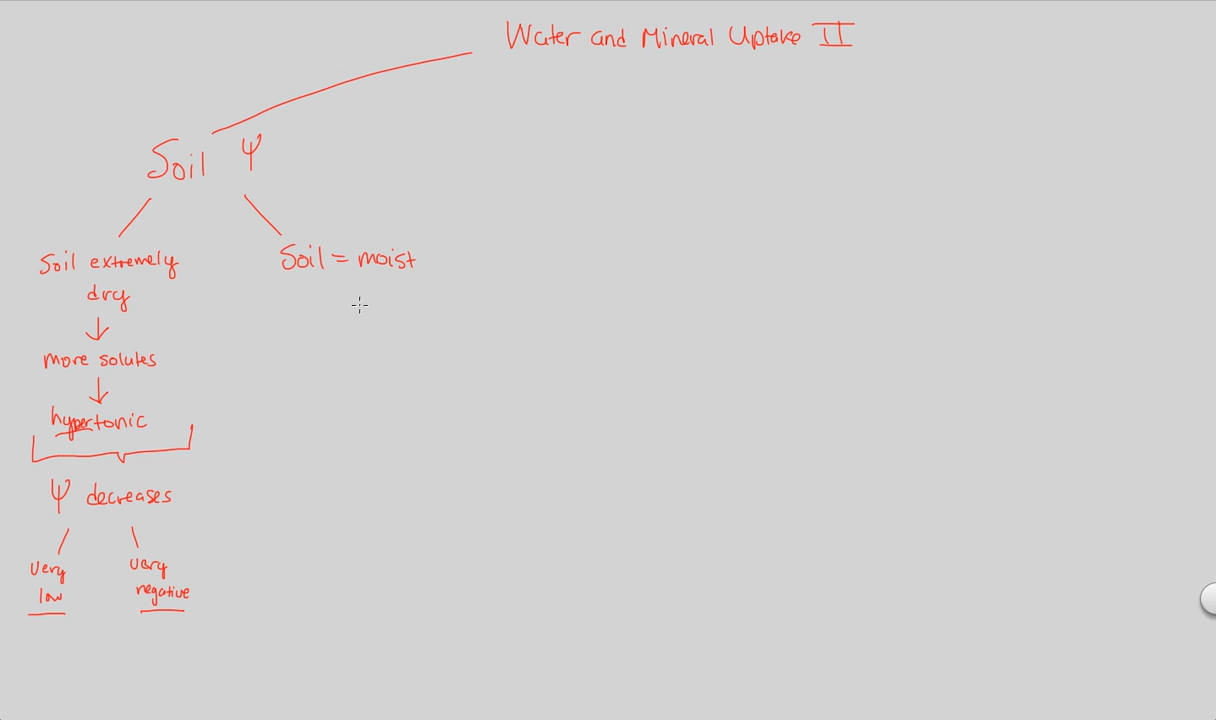 Water and Mineral Uptake II
Soil Ψ
Soil extremely
dry
Soil = moist
more solutes
hypertonic
Ψ decreases
very
low
very
negative